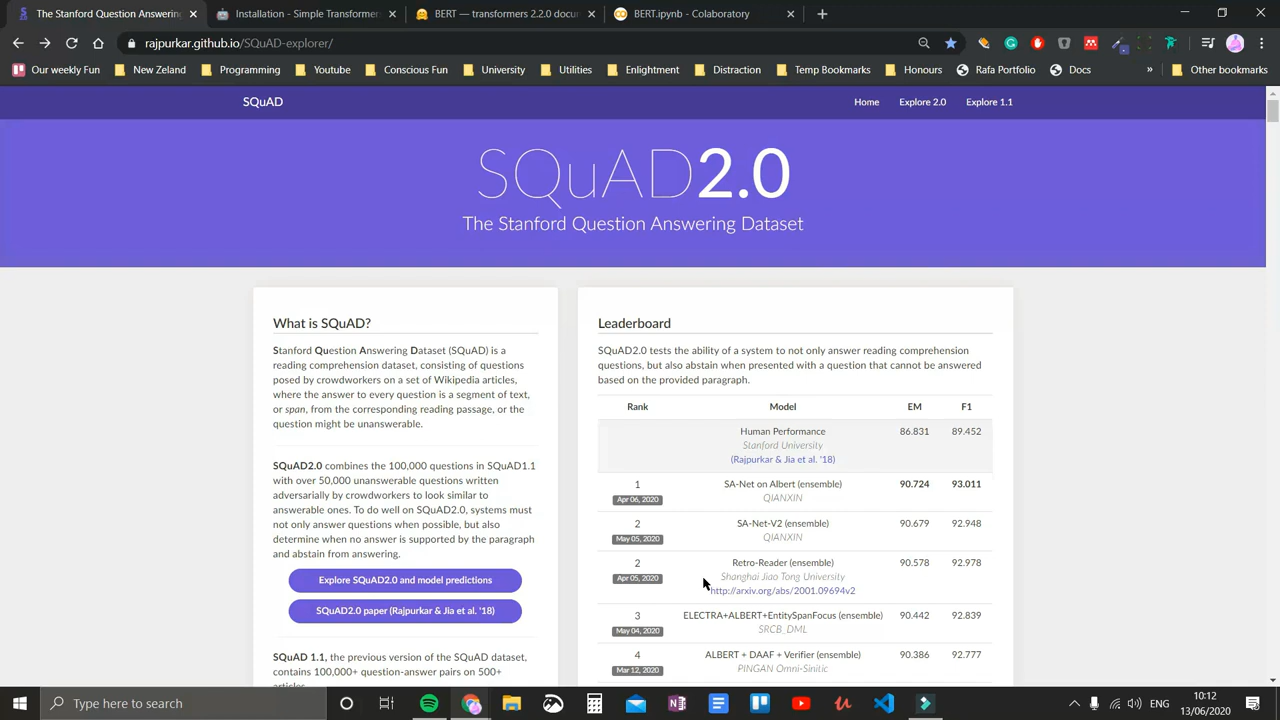 The Stanford Question Answering
Installation - Simple Transformers
BERT — transformers 2.2.0 docum
BERT.ipynb - Colaboratory
rajpurkar.github.io/SQuAD-explorer/
Our weekly Fun
New Zeland
Programming
Youtube
Conscious Fun
University
Utilities
Enlightment
Distraction
Temp Bookmarks
Honours
Rafa Portfolio
Docs
»
Other bookmarks
SQuAD
Home
Explore 2.0
Explore 1.1
SQuAD2.0
The Stanford Question Answering Dataset
What is SQuAD?
Stanford Question Answering Dataset (SQuAD) is a
reading comprehension dataset, consisting of questions
posed by crowdworkers on a set of Wikipedia articles,
where the answer to every question is a segment of text,
or span, from the corresponding reading passage, or the
question might be unanswerable.
SQuAD2.0 combines the 100,000 questions in SQuAD1.1
with over 50,000 unanswerable questions written
adversarially by crowdworkers to look similar to
answerable ones. To do well on SQuAD2.0, systems must
not only answer questions when possible, but also
determine when no answer is supported by the paragraph
and abstain from answering.
Explore SQuAD2.0 and model predictions
SQuAD2.0 paper (Rajpurkar & Jia et al. '18)
SQuAD 1.1, the previous version of the SQuAD dataset,
contains 100,000+ question-answer pairs on 500+
articles.
Leaderboard
SQuAD2.0 tests the ability of a system to not only answer reading comprehension
questions, but also abstain when presented with a question that cannot be answered
based on the provided paragraph.
Rank Model EM F1
Human Performance 86.831 89.452
Stanford University
(Rajpurkar & Jia et al. '18)
1 SA-Net on Albert (ensemble) 90.724 93.011
Apr 06, 2020 QIANXIN
2 SA-Net-V2 (ensemble) 90.679 92.948
May 05, 2020 QIANXIN
2 Retro-Reader (ensemble) 90.578 92.978
Apr 05, 2020 Shanghai Jiao Tong University
http://arxiv.org/abs/2001.09694v2
3 ELECTRA+ALBERT+EntitySpanFocus (ensemble) 90.442 92.839
May 04, 2020 SRCB_DML
4 ALBERT + DAAF + Verifier (ensemble) 90.386 92.777
Mar 12, 2020 PINGAN Omni-Sinitic
Type here to search
ENG
10:12
13/06/2020